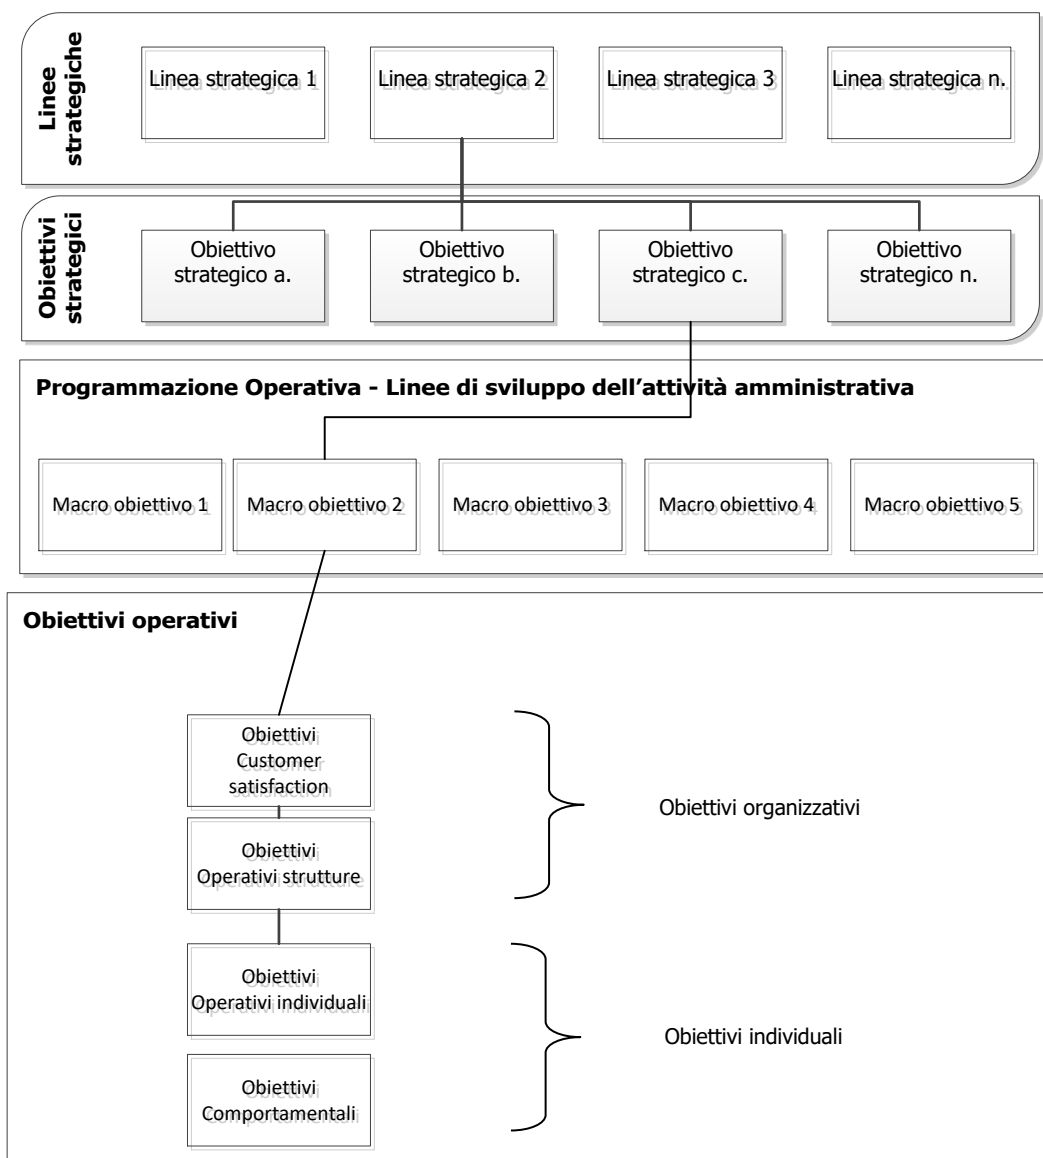 Linee
strategiche
Linea strategica 1
Linea strategica 2
Linea strategica 3
Linea strategica n.
Obiettivi
strategici
Obiettivo
strategico a.
Obiettivo
strategico b.
Obiettivo
strategico c.
Obiettivo
strategico n.
Programmazione Operativa - Linee di sviluppo dell’attività amministrativa
Macro obiettivo 1
Macro obiettivo 2
Macro obiettivo 3
Macro obiettivo 4
Macro obiettivo 5
Obiettivi operativi
Obiettivi
Customer
satisfaction
Obiettivi
Operativi strutture
Obiettivi organizzativi
Obiettivi
Operativi individuali
Obiettivi
Comportamentali
Obiettivi individuali